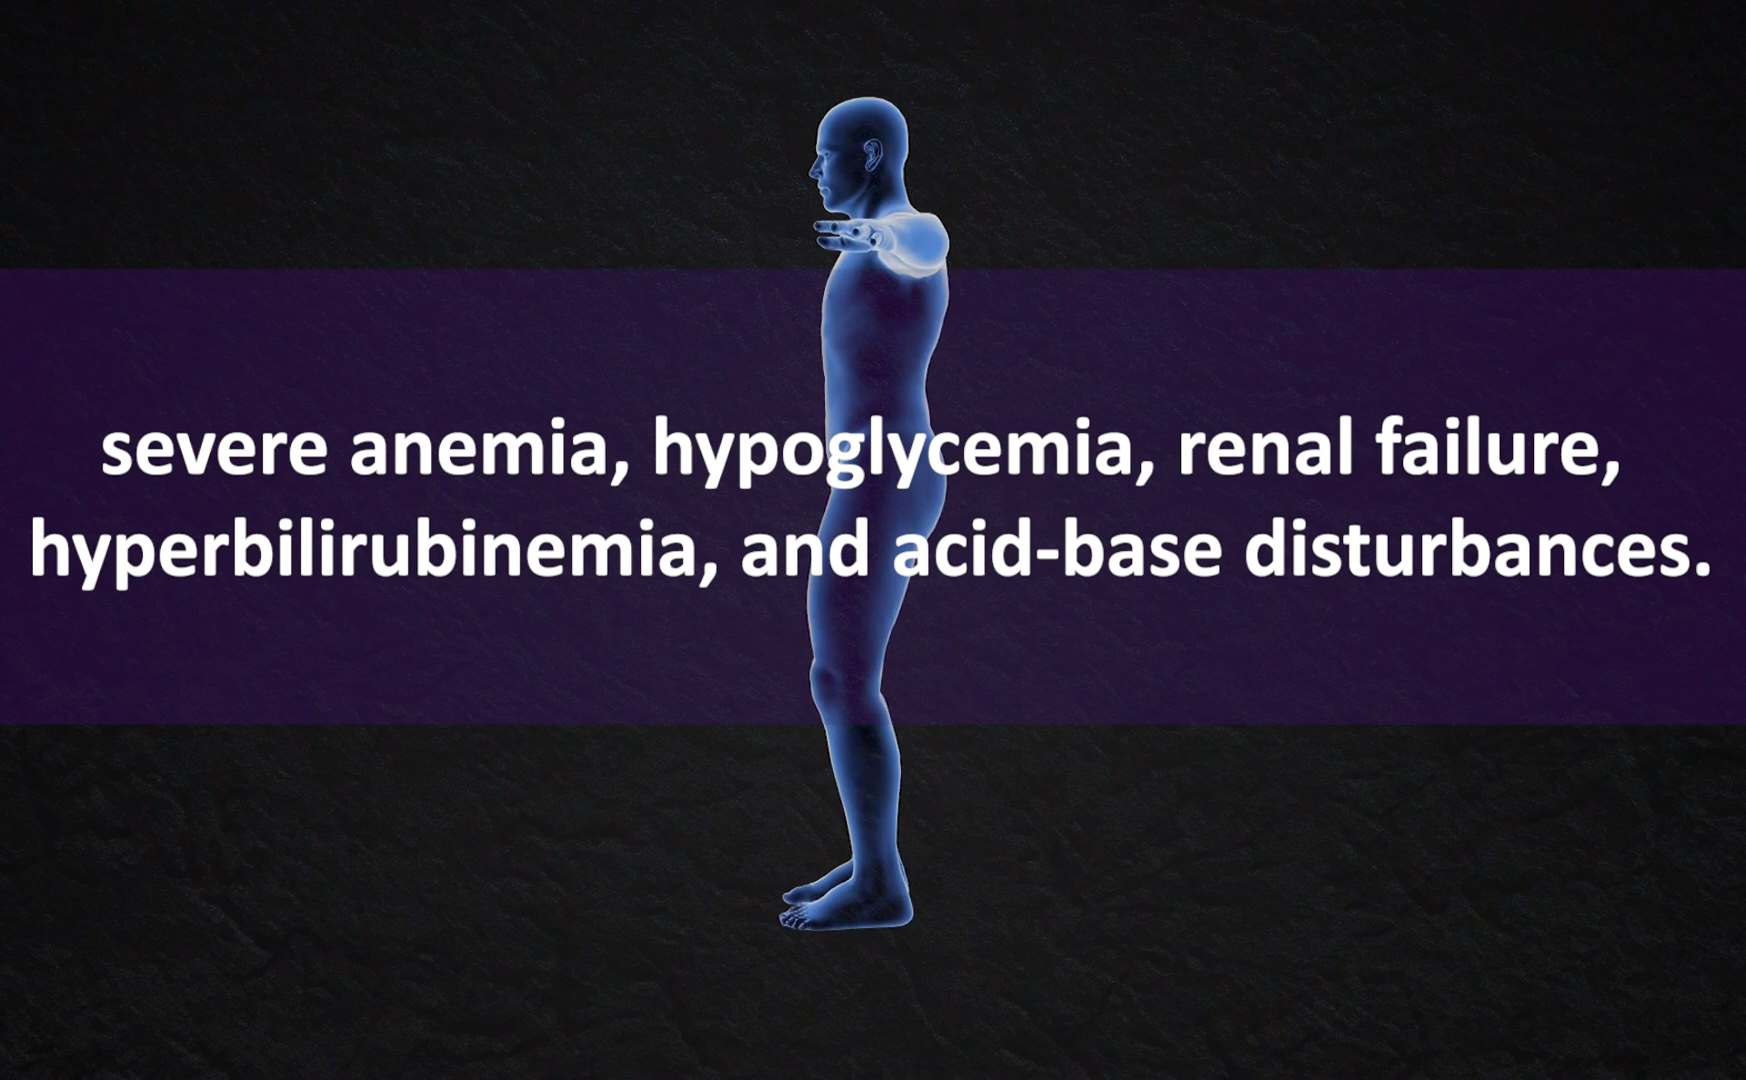 severe anemia, hypoglycemia, renal failure,
hyperbilirubinemia, and acid-base disturbances.